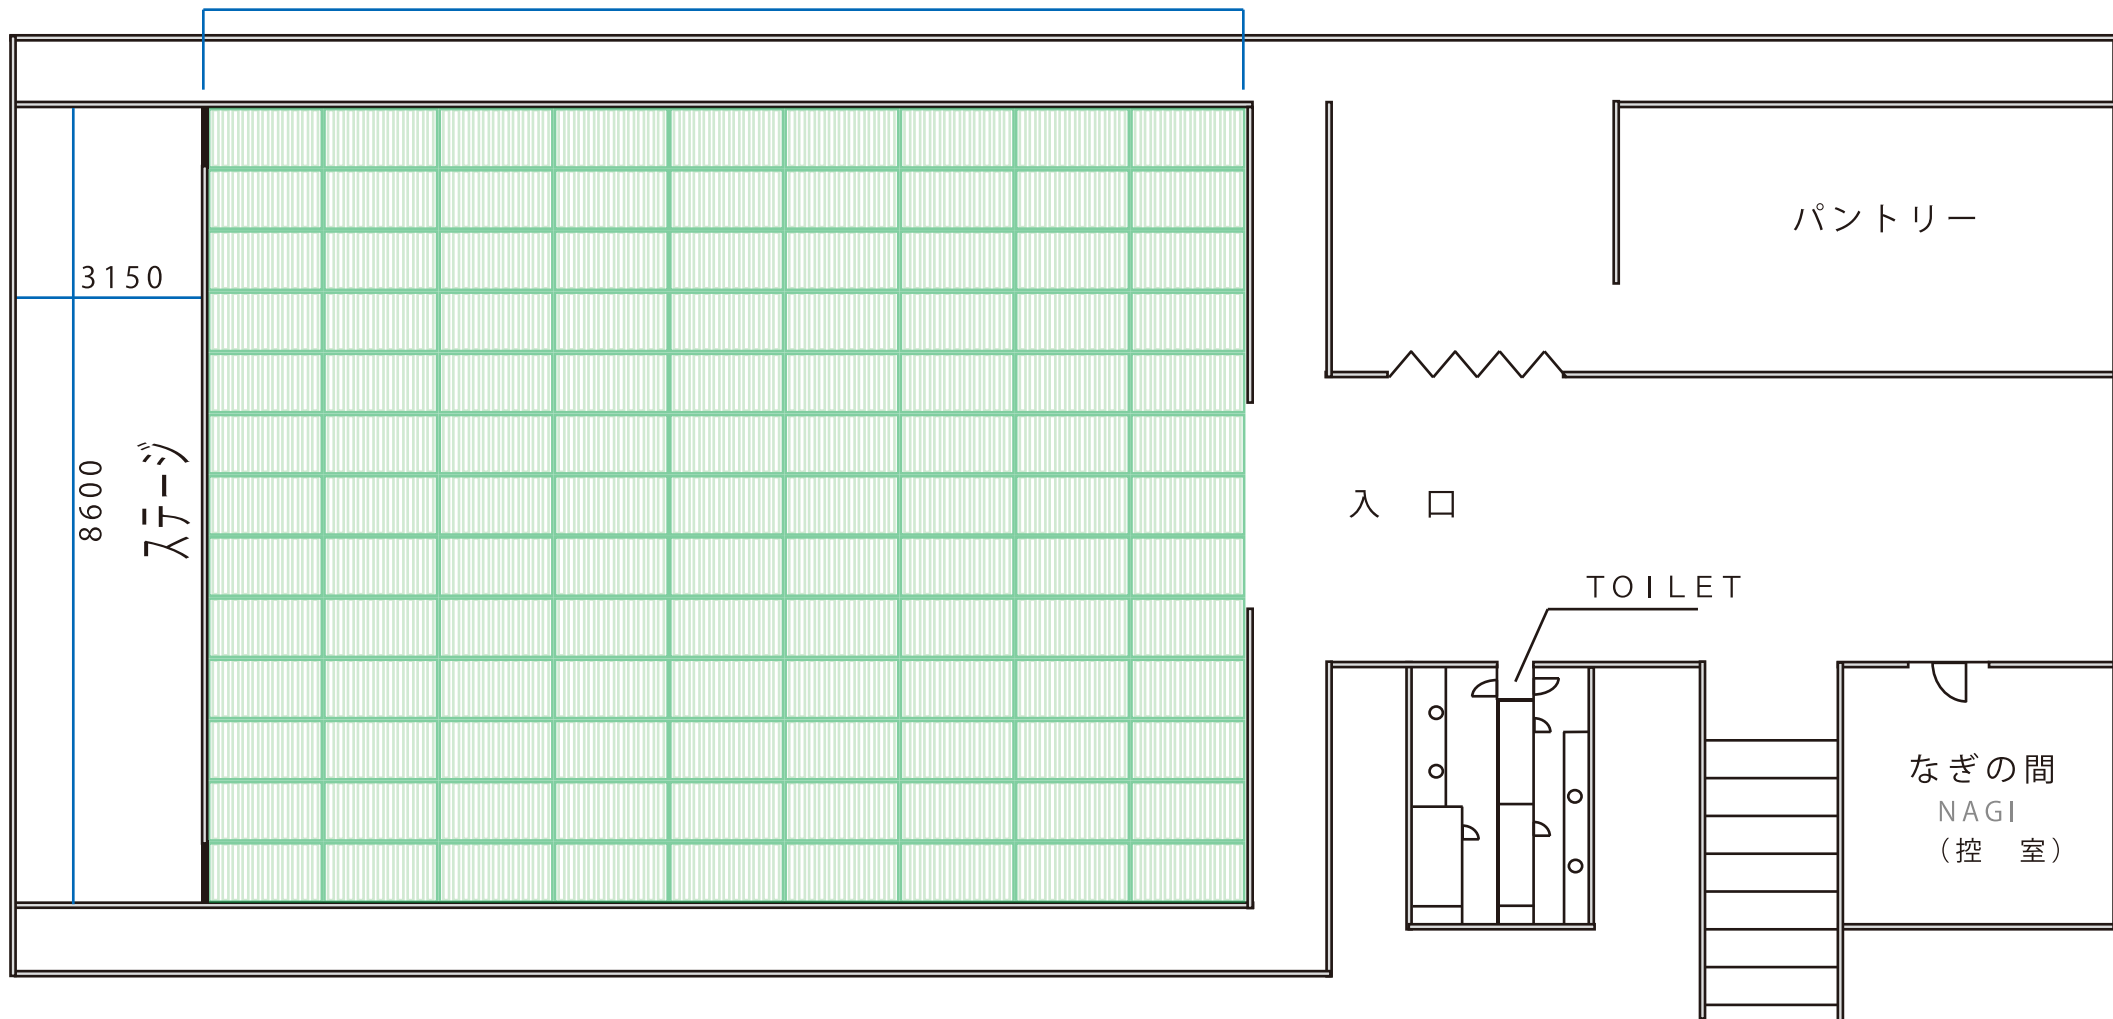 パントリー
3150
8600
ステージ
入　口
TOILET
なぎの間
NAGI
（控　室）